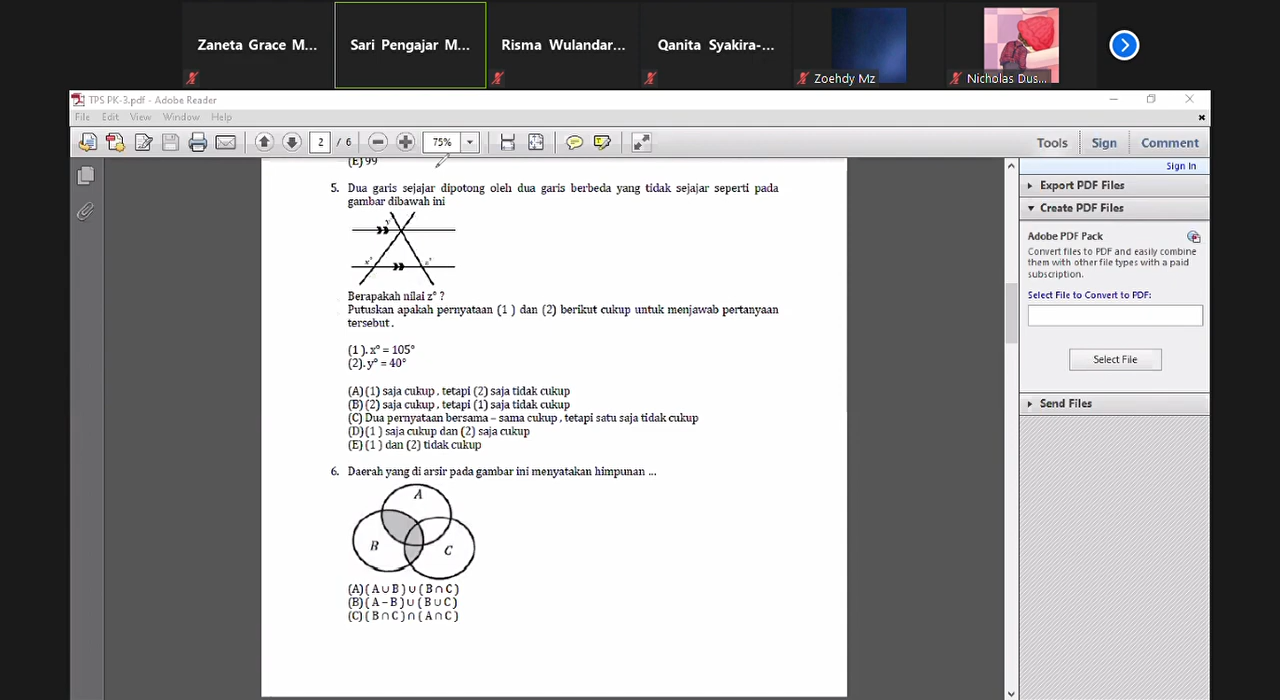 Zaneta Grace M...
Sari Pengajar M...
Risma Wulandar...
Qanita Syakira-...
Zoehdy Mz
Nicholas Dus...
TPS PK-3.pdf - Adobe Reader
File Edit View Window Help
2 / 6 75% Tools Sign Comment
Sign In
(E) 99
5. Dua garis sejajar dipotong oleh dua garis berbeda yang tidak sejajar seperti pada
gambar dibawah ini
y°
x° z°
Berapakah nilai z° ?
Putuskan apakah pernyataan (1 ) dan (2) berikut cukup untuk menjawab pertanyaan
tersebut .
(1 ). x° = 105°
(2). y° = 40°
(A) (1) saja cukup , tetapi (2) saja tidak cukup
(B) (2) saja cukup , tetapi (1) saja tidak cukup
(C) Dua pernyataan bersama – sama cukup , tetapi satu saja tidak cukup
(D) (1 ) saja cukup dan (2) saja cukup
(E) (1 ) dan (2) tidak cukup
6. Daerah yang di arsir pada gambar ini menyatakan himpunan ...
A
B C
(A) ( A ∪ B ) ∪ ( B ∩ C )
(B) ( A – B ) ∪ ( B ∪ C )
(C) ( B ∩ C ) ∩ ( A ∩ C )
Export PDF Files
Create PDF Files
Adobe PDF Pack
Convert files to PDF and easily combine
them with other file types with a paid
subscription.
Select File to Convert to PDF:
Select File
Send Files